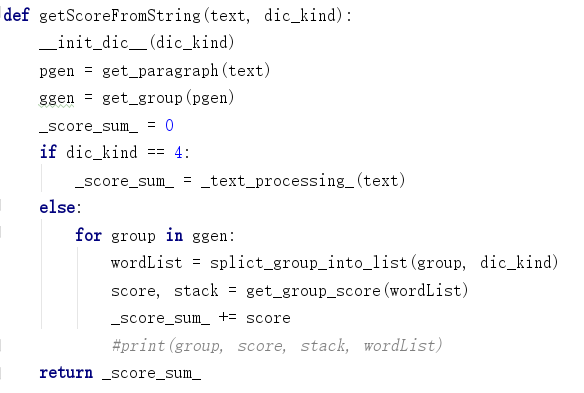 def getScoreFromString(text, dic_kind):
    __init_dic__(dic_kind)
    pgen = get_paragraph(text)
    ggen = get_group(pgen)
    _score_sum_ = 0
    if dic_kind == 4:
        _score_sum_ = _text_processing_(text)
    else:
        for group in ggen:
            wordList = splict_group_into_list(group, dic_kind)
            score, stack = get_group_score(wordList)
            _score_sum_ += score
            #print(group, score, stack, wordList)
    return _score_sum_